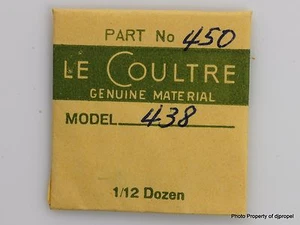 PART No 450
LE COULTRE
GENUINE MATERIAL
MODEL 438
1/12 Dozen
Photo Property of djpropel